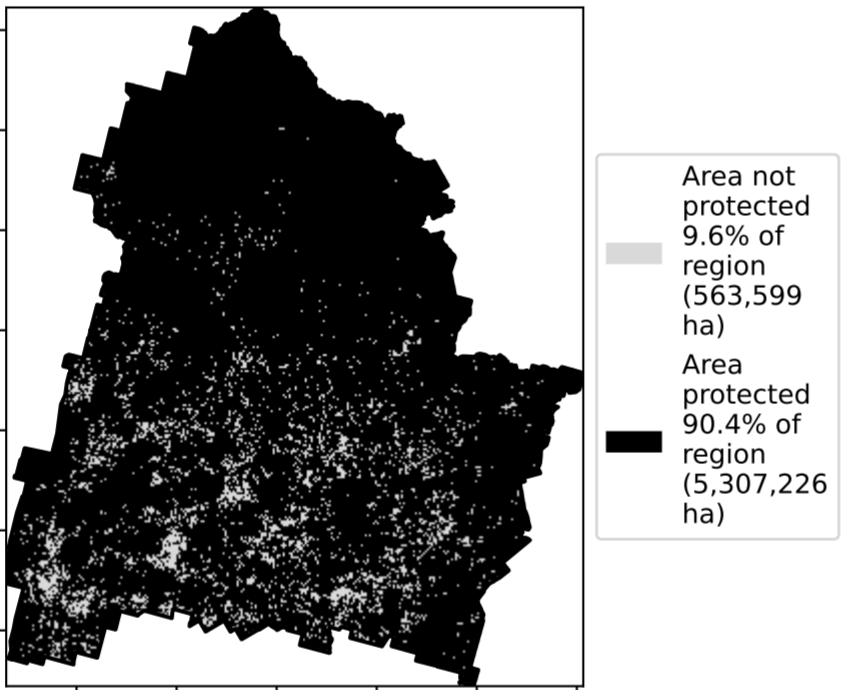 Area not
protected
9.6% of
region
(563,599
ha)
Area
protected
90.4% of
region
(5,307,226
ha)